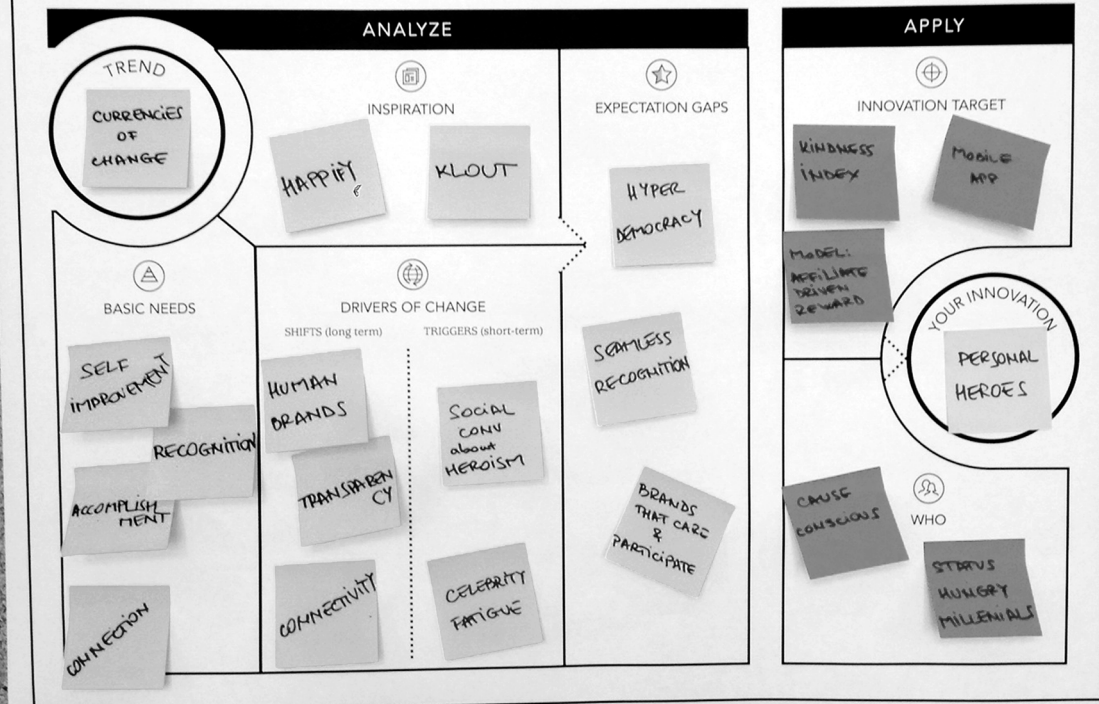 ANALYZE
TREND
CURRENCIES
OF
CHANGE
INSPIRATION
HAPPIFY
KLOUT
EXPECTATION GAPS
HYPER
DEMOCRACY
SEAMLESS
RECOGNITION
BRANDS
THAT CARE
&
PARTICIPATE
BASIC NEEDS
SELF
IMPROVEMENT
RECOGNITION
ACCOMPLISH
MENT
CONNECTION
DRIVERS OF CHANGE
SHIFTS (long term)
HUMAN
BRANDS
TRANSPAREN
CY
CONNECTIVITY
TRIGGERS (short-term)
SOCIAL
CONV
about
HEROISM
CELEBRITY
FATIGUE
APPLY
INNOVATION TARGET
KINDNESS
INDEX
MOBILE
APP
MODEL:
AFFILIATE
DRIVEN
REWARD
YOUR INNOVATION
PERSONAL
HEROES
WHO
CAUSE
CONSCIOUS
STATUS
HUNGRY
MILLENIALS